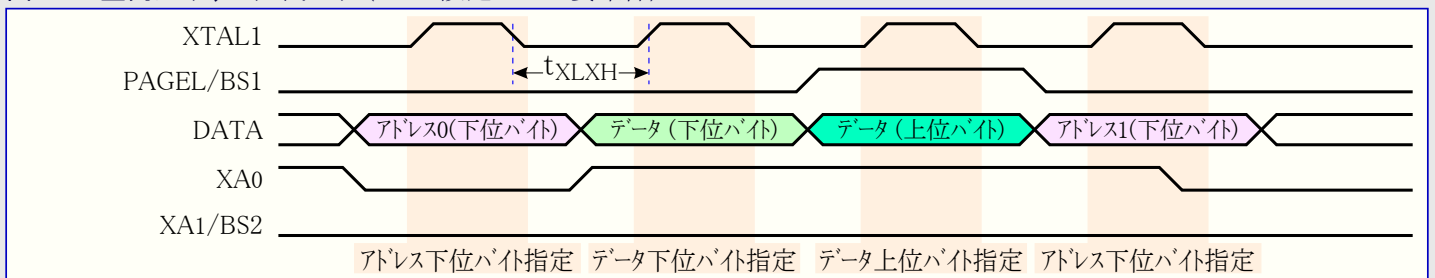 XTAL1
tXLXH
PAGEL/BS1
DATA
アドレス0(下位バイト)
データ (下位バイト)
データ (上位バイト)
アドレス1(下位バイト)
XA0
XA1/BS2
アドレス下位バイト指定
データ下位バイト指定
データ上位バイト指定
アドレス下位バイト指定